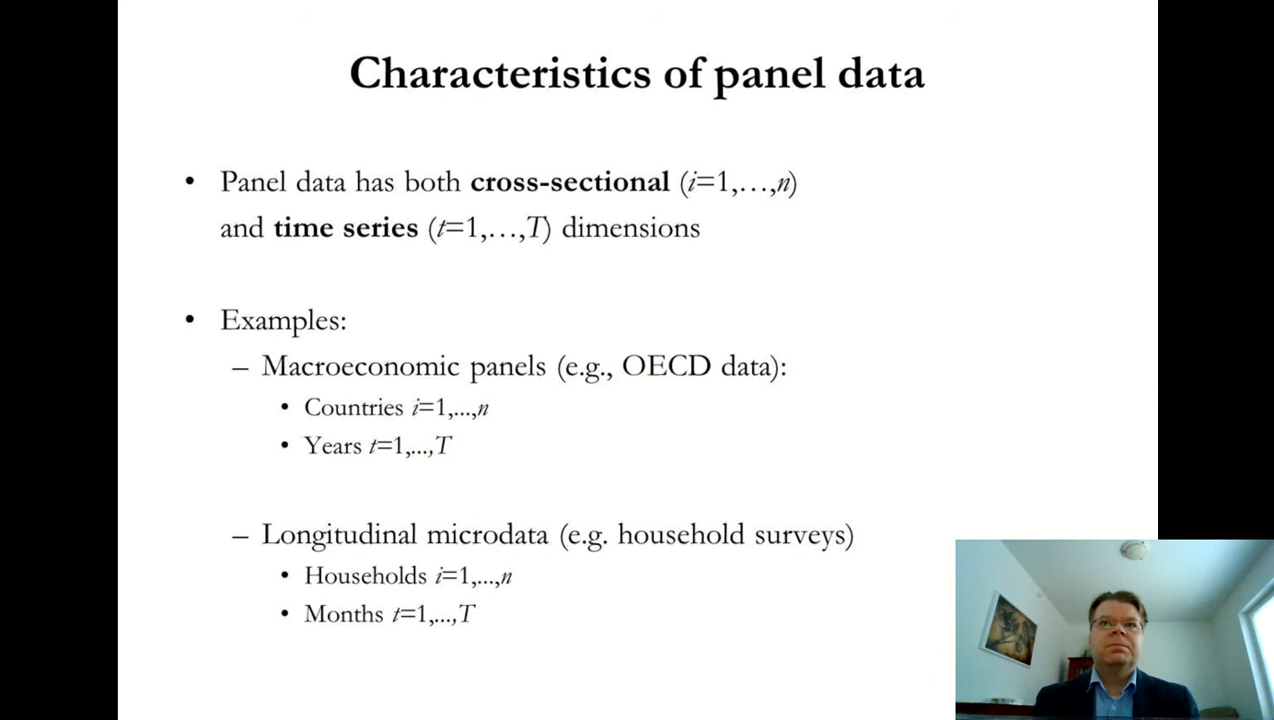 Characteristics of panel data
• Panel data has both cross-sectional (i=1,…,n)
and time series (t=1,…,T) dimensions
• Examples:
– Macroeconomic panels (e.g., OECD data):
• Countries i=1,...,n
• Years t=1,...,T
– Longitudinal microdata (e.g. household surveys)
• Households i=1,...,n
• Months t=1,...,T